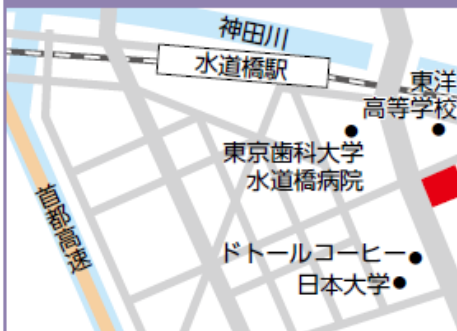 神田川
水道橋駅
東洋
高等学校
東京歯科大学
水道橋病院
首都高速
ドトールコーヒー
日本大学